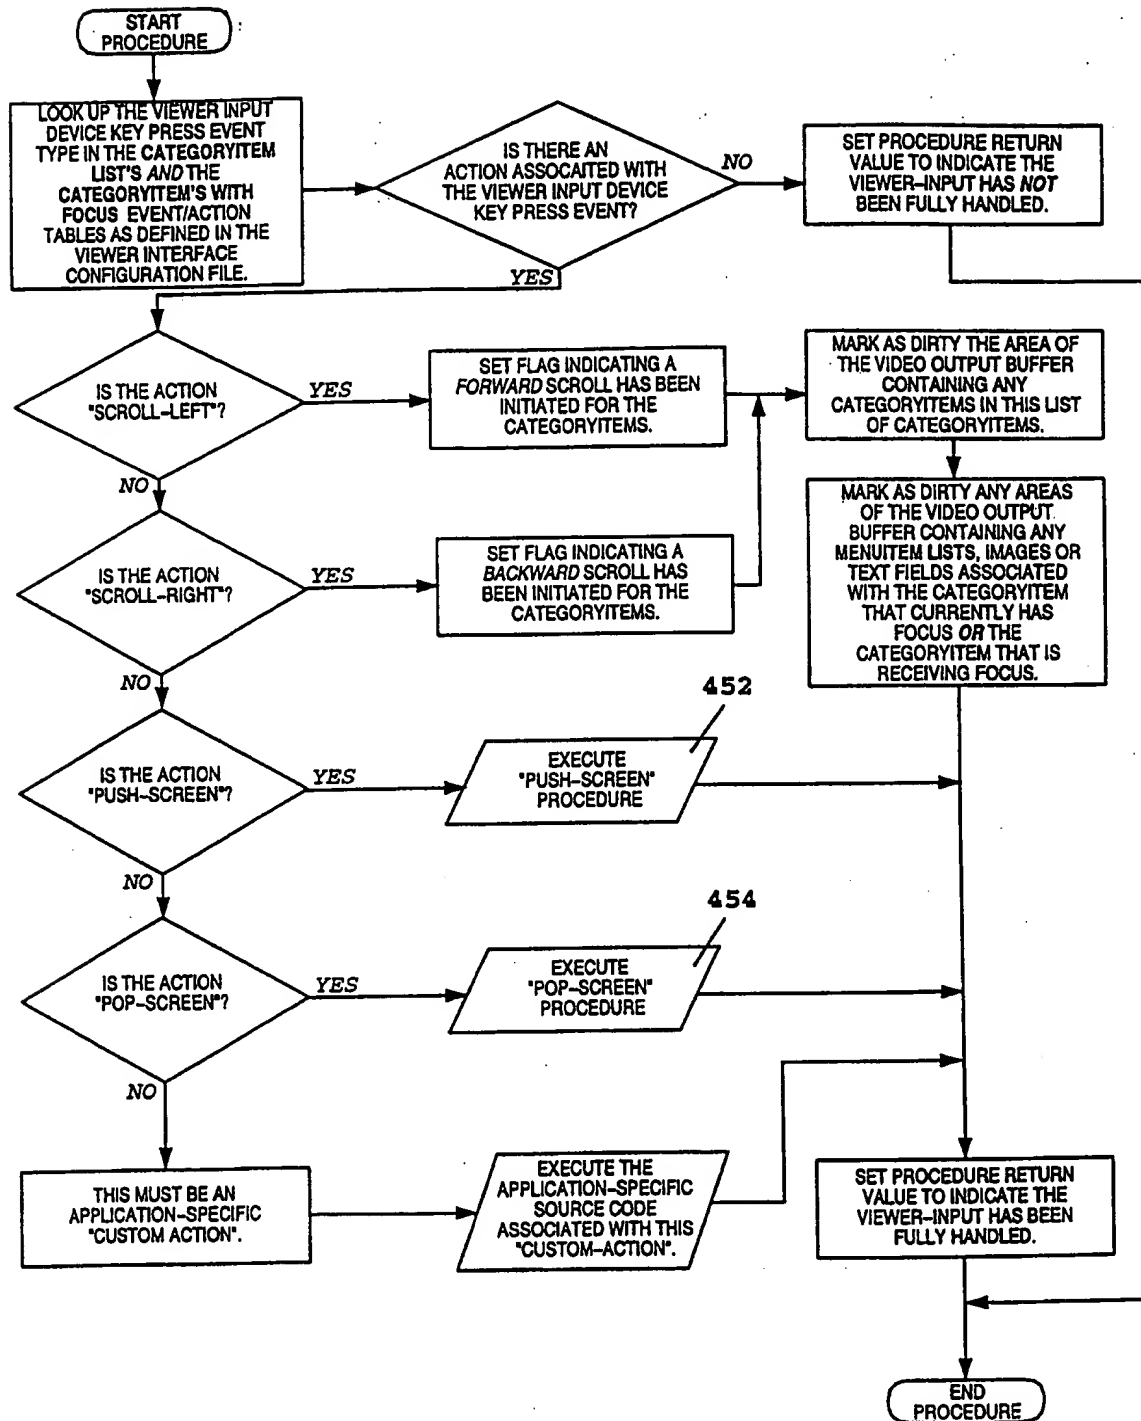 START
PROCEDURE
LOOK UP THE VIEWER INPUT
DEVICE KEY PRESS EVENT
TYPE IN THE CATEGORYITEM
LIST'S AND THE
CATEGORYITEM'S WITH
FOCUS EVENT/ACTION
TABLES AS DEFINED IN THE
VIEWER INTERFACE
CONFIGURATION FILE.
IS THERE AN
ACTION ASSOCAITED WITH
THE VIEWER INPUT DEVICE
KEY PRESS EVENT?
NO
SET PROCEDURE RETURN
VALUE TO INDICATE THE
VIEWER-INPUT HAS NOT
BEEN FULLY HANDLED.
YES
IS THE ACTION
"SCROLL-LEFT"?
YES
SET FLAG INDICATING A
FORWARD SCROLL HAS BEEN
INITIATED FOR THE
CATEGORYITEMS.
MARK AS DIRTY THE AREA OF
THE VIDEO OUTPUT BUFFER
CONTAINING ANY
CATEGORYITEMS IN THIS LIST
OF CATEGORYITEMS.
NO
IS THE ACTION
"SCROLL-RIGHT"?
YES
SET FLAG INDICATING A
BACKWARD SCROLL HAS
BEEN INITIATED FOR THE
CATEGORYITEMS.
MARK AS DIRTY ANY AREAS
OF THE VIDEO OUTPUT
BUFFER CONTAINING ANY
MENUITEM LISTS, IMAGES OR
TEXT FIELDS ASSOCIATED
WITH THE CATEGORYITEM
THAT CURRENTLY HAS
FOCUS OR THE
CATEGORYITEM THAT IS
RECEIVING FOCUS.
NO
IS THE ACTION
"PUSH-SCREEN"?
YES
452
EXECUTE
"PUSH-SCREEN"
PROCEDURE
NO
IS THE ACTION
"POP-SCREEN"?
YES
454
EXECUTE
"POP-SCREEN"
PROCEDURE
NO
THIS MUST BE AN
APPLICATION-SPECIFIC
"CUSTOM ACTION".
EXECUTE THE
APPLICATION-SPECIFIC
SOURCE CODE
ASSOCIATED WITH THIS
"CUSTOM-ACTION".
SET PROCEDURE RETURN
VALUE TO INDICATE THE
VIEWER-INPUT HAS BEEN
FULLY HANDLED.
END
PROCEDURE